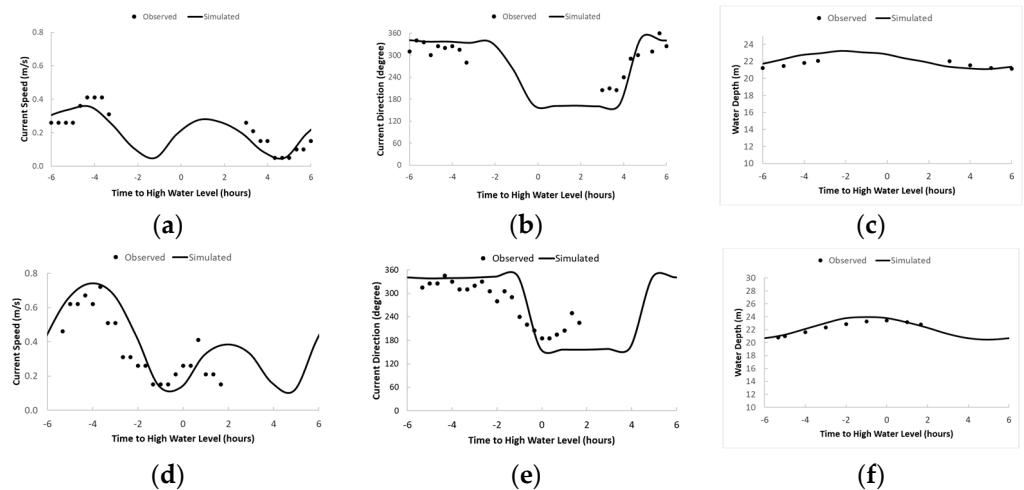 Observed Simulated
Current Speed (m/s)
0.8
0.6
0.4
0.2
0.0
-6 -4 -2 0 2 4 6
Time to High Water Level (hours)
(a)
Observed Simulated
Current Direction (degree)
360
300
240
180
120
60
0
-6 -4 -2 0 2 4 6
Time to High Water Level (hours)
(b)
Observed Simulated
Water Depth (m)
30
28
26
24
22
20
18
16
14
12
10
-6 -4 -2 0 2 4 6
Time to High Water Level (hours)
(c)
Observed Simulated
Current Speed (m/s)
0.8
0.6
0.4
0.2
0.0
-6 -4 -2 0 2 4 6
Time to High Water Level (hours)
(d)
Observed Simulated
Current Direction (degree)
360
300
240
180
120
60
0
-6 -4 -2 0 2 4 6
Time to High Water Level (hours)
(e)
Observed Simulated
Water Depth (m)
30
28
26
24
22
20
18
16
14
12
10
-6 -4 -2 0 2 4 6
Time to High Water Level (hours)
(f)